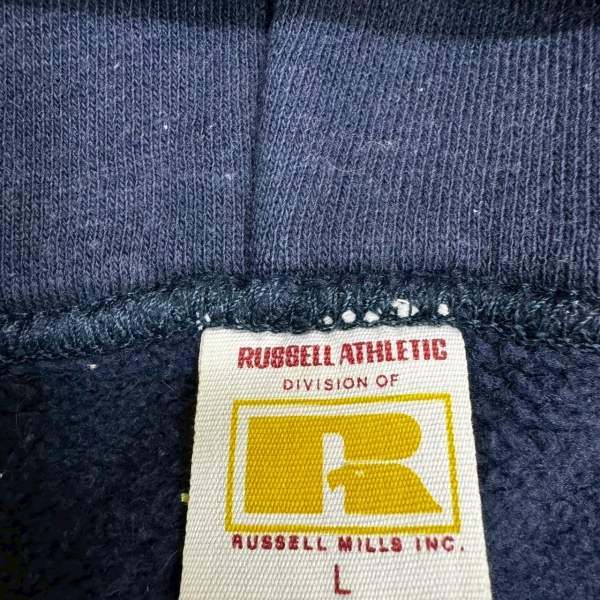 RUSSELL ATHLETIC
DIVISION OF
R
RUSSELL MILLS INC.
L